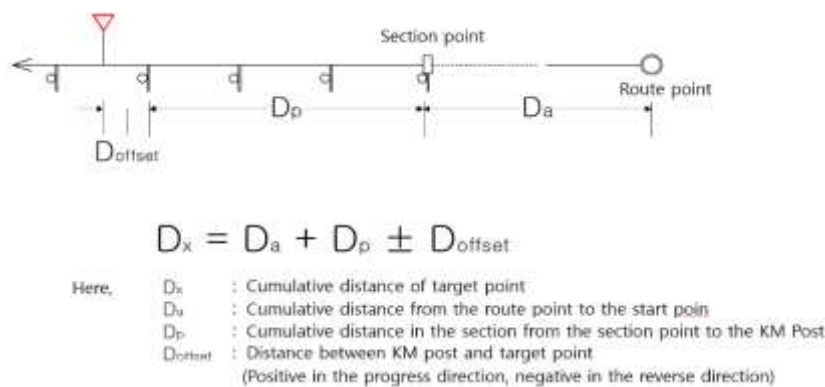 Section point
Route point
Dp
Da
Doffset
Dx = Da + Dp ± Doffset
Here,
Dx : Cumulative distance of target point
Da : Cumulative distance from the route point to the start poin
Dp : Cumulative distance in the section from the section point to the KM Post
Doffset : Distance between KM post and target point
(Positive in the progress direction, negative in the reverse direction)